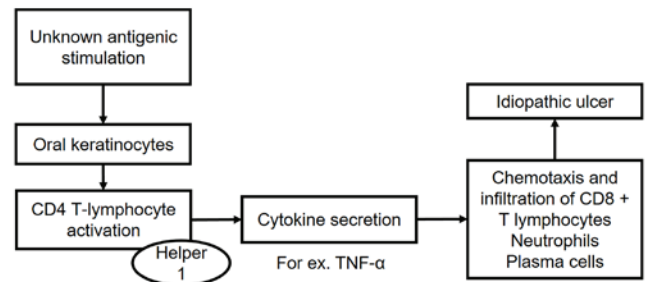 Unknown antigenic
stimulation
Oral keratinocytes
CD4 T-lymphocyte
activation
Helper
1
Cytokine secretion
For ex. TNF-α
Idiopathic ulcer
Chemotaxis and
infiltration of CD8 +
T lymphocytes
Neutrophils
Plasma cells